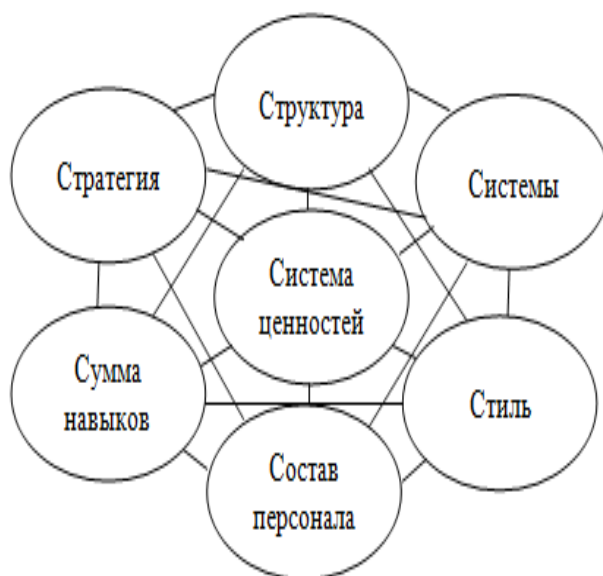 Структура
Стратегия
Системы
Система
ценностей
Сумма
навыков
Стиль
Состав
персонала